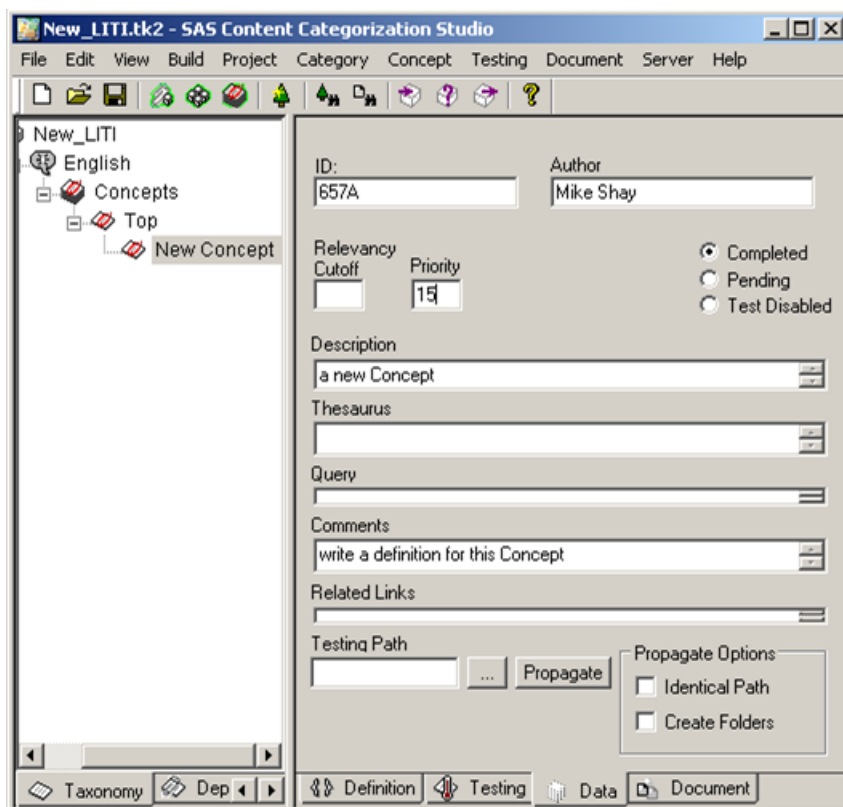 New_LITI.tk2 - SAS Content Categorization Studio
File Edit View Build Project Category Concept Testing Document Server Help
New_LITI
English
Concepts
Top
New Concept
ID:
657A
Author
Mike Shay
Relevancy
Cutoff
Priority
15
Completed
Pending
Test Disabled
Description
a new Concept
Thesaurus
Query
Comments
write a definition for this Concept
Related Links
Testing Path
...
Propagate
Propagate Options
Identical Path
Create Folders
Taxonomy
Dep
Definition
Testing
Data
Document